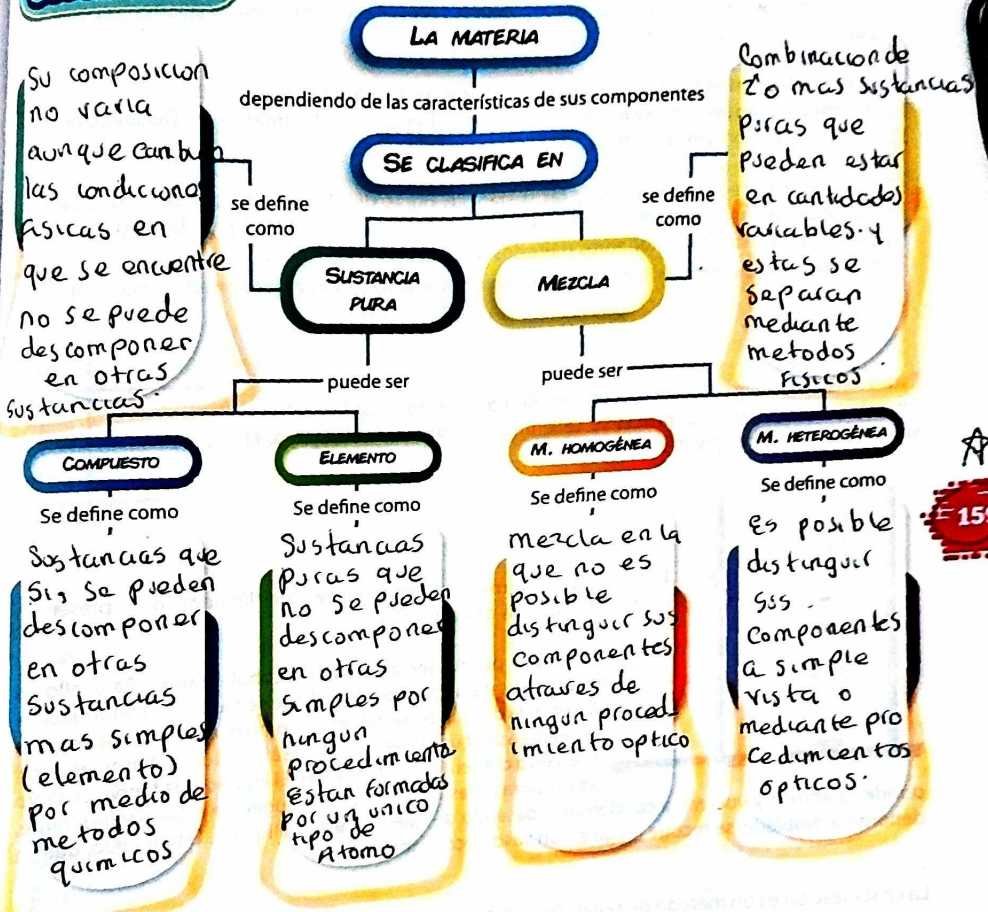 LA MATERIA
dependiendo de las características de sus componentes
SE CLASIFICA EN
Su composicion
no varia
aunque cambien
las condiciones
fisicas en
que se encuentre
no se puede
descomponer
en otras
sustancias.
se define
como
SUSTANCIA
PURA
se define
como
MEZCLA
Combinacion de
2 o mas sustancias
puras que
pueden estar
en cantidades
variables. y
estas se
separan
mediante
metodos
fisicos.
puede ser
puede ser
COMPUESTO
Se define como
Sustancias que
si, se pueden
descomponer
en otras
sustancias
mas simples
(elemento)
por medio de
metodos
quimicos
ELEMENTO
Se define como
Sustancias
puras que
no se pueden
descomponer
en otras
simples por
ningun
procedimiento
Estan formadas
por un unico
tipo de
Atomo
M. HOMOGÉNEA
Se define como
mezcla en la
que no es
posible
distinguir sus
componentes
atraves de
ningun proced_
imiento optico
M. HETEROGÉNEA
Se define como
Es posible
distinguir
sus
componentes
a simple
vista o
mediante pro
cedimientos
opticos.